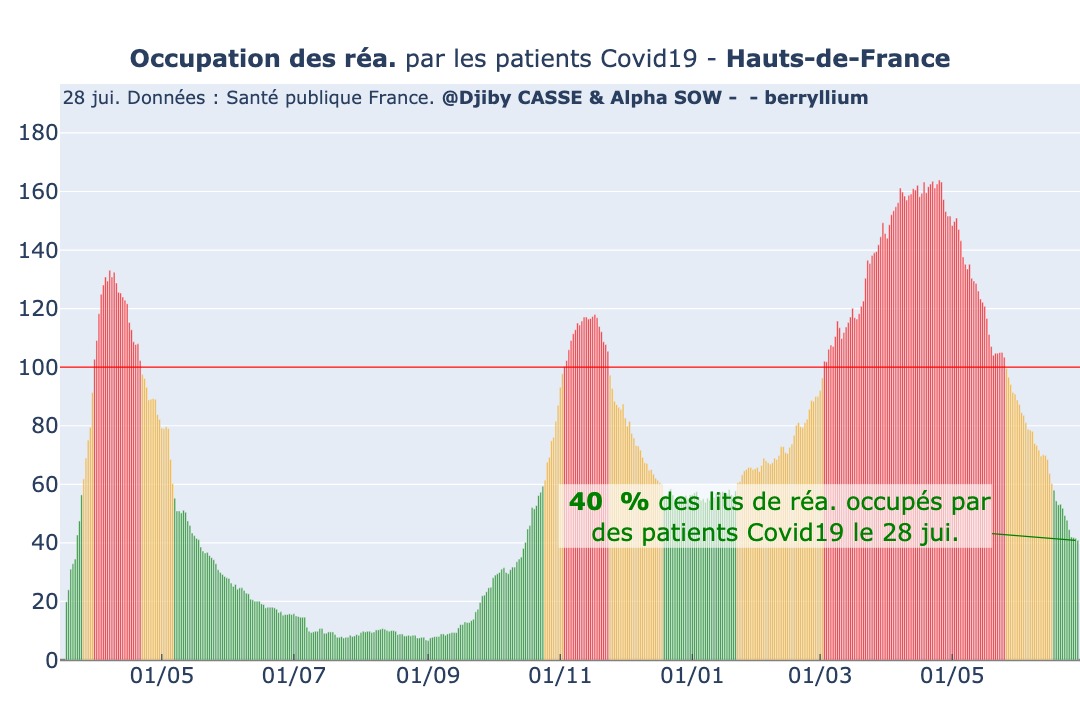 Occupation des réa. par les patients Covid19 - Hauts-de-France
28 jui. Données : Santé publique France. @Djiby CASSE & Alpha SOW -  - berryllium
180
160
140
120
100
80
60
40
20
0
40  % des lits de réa. occupés par
des patients Covid19 le 28 jui.
01/05 01/07 01/09 01/11 01/01 01/03 01/05